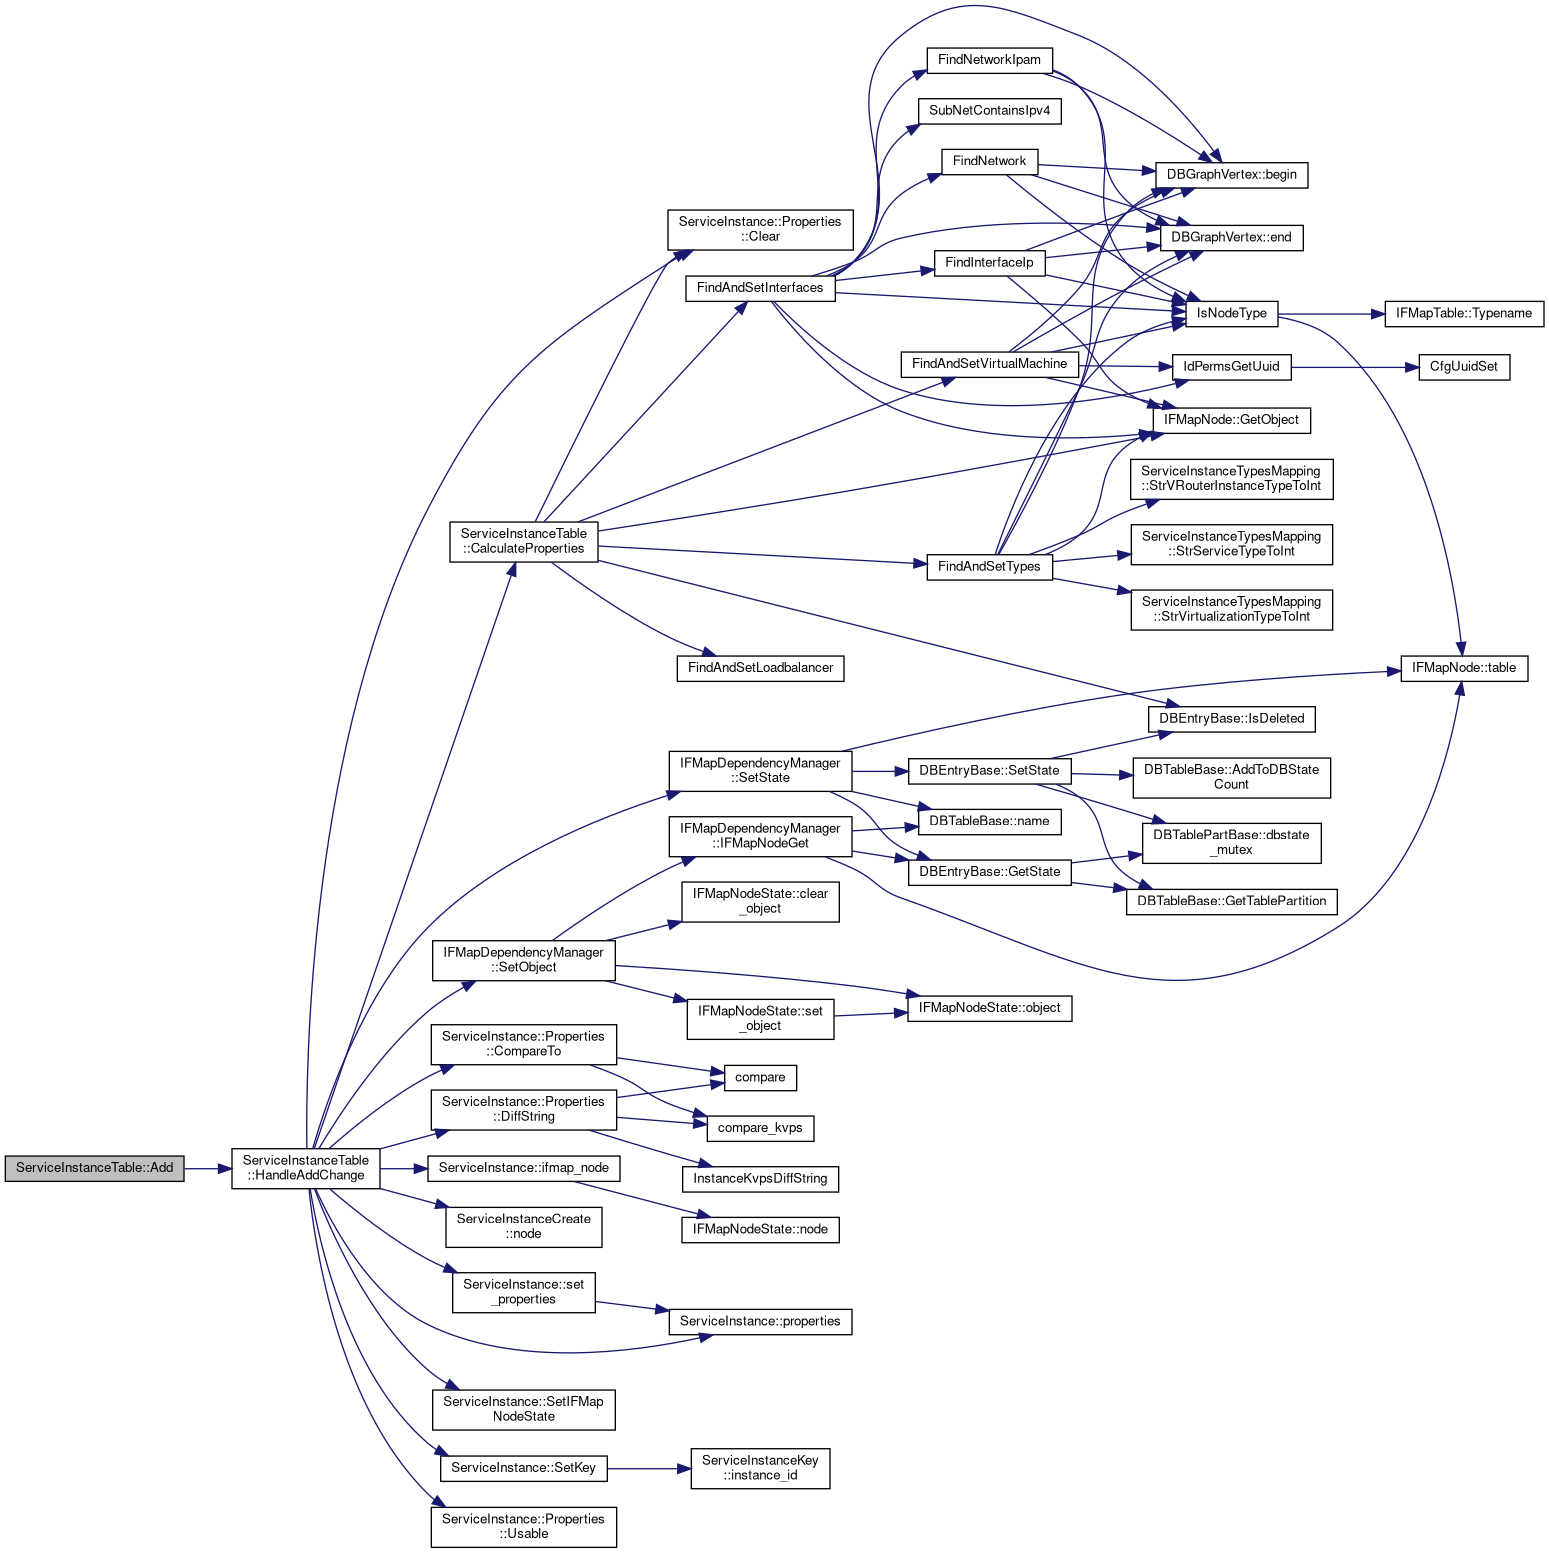 FindNetworkIpam
SubNetContainsIpv4
FindNetwork
DBGraphVertex::begin
ServiceInstance::Properties
::Clear
DBGraphVertex::end
FindInterfaceIp
FindAndSetInterfaces
IsNodeType
IFMapTable::Typename
FindAndSetVirtualMachine
IdPermsGetUuid
CfgUuidSet
IFMapNode::GetObject
ServiceInstanceTypesMapping
::StrVRouterInstanceTypeToInt
ServiceInstanceTable
::CalculateProperties
ServiceInstanceTypesMapping
::StrServiceTypeToInt
FindAndSetTypes
ServiceInstanceTypesMapping
::StrVirtualizationTypeToInt
FindAndSetLoadbalancer
IFMapNode::table
DBEntryBase::IsDeleted
IFMapDependencyManager
::SetState
DBEntryBase::SetState
DBTableBase::AddToDBState
Count
DBTableBase::name
IFMapDependencyManager
::IFMapNodeGet
DBTablePartBase::dbstate
_mutex
DBEntryBase::GetState
DBTableBase::GetTablePartition
IFMapNodeState::clear
_object
IFMapDependencyManager
::SetObject
IFMapNodeState::object
IFMapNodeState::set
_object
ServiceInstance::Properties
::CompareTo
compare
ServiceInstance::Properties
::DiffString
compare_kvps
ServiceInstanceTable::Add
ServiceInstanceTable
::HandleAddChange
ServiceInstance::ifmap_node
InstanceKvpsDiffString
ServiceInstanceCreate
::node
IFMapNodeState::node
ServiceInstance::set
_properties
ServiceInstance::properties
ServiceInstance::SetIFMap
NodeState
ServiceInstance::SetKey
ServiceInstanceKey
::instance_id
ServiceInstance::Properties
::Usable